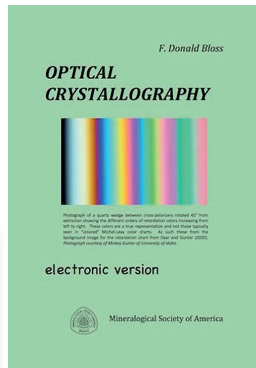 F. Donald Bloss
OPTICAL
CRYSTALLOGRAPHY
Photograph of a quartz wedge between cross-polarizers rotated 45° from
extinction showing the different orders of retardation colors increasing from
left to right. These colors are a true representation and not those typically
seen in "colored" Michel-Levy color charts. As such these from the
background image for the retardation chart from Dyar and Gunter (2020).
Photograph courtesy of Mickey Gunter of University of Idaho.
electronic version
Mineralogical Society of America